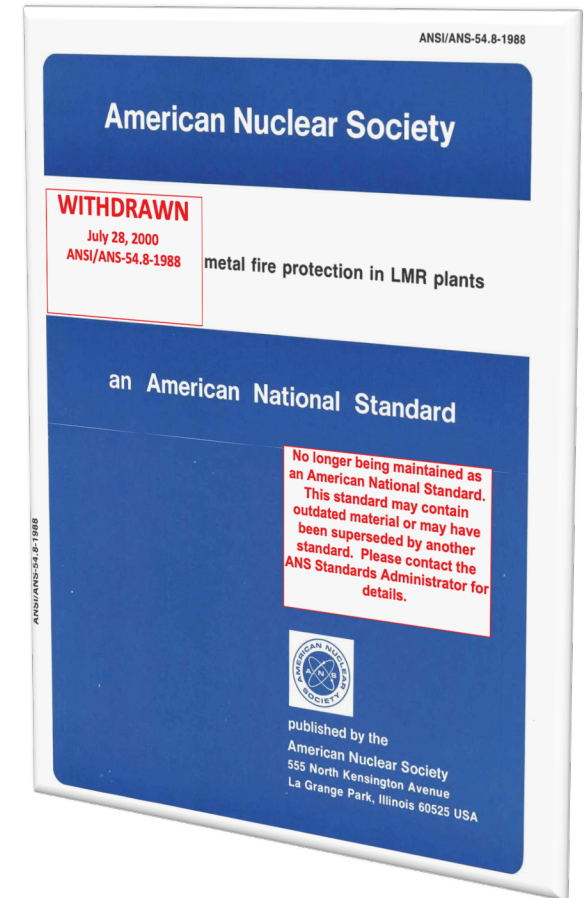 ANSI/ANS-54.8-1988
American Nuclear Society
WITHDRAWN
July 28, 2000
ANSI/ANS-54.8-1988
metal fire protection in LMR plants
an American National Standard
No longer being maintained as
an American National Standard.
This standard may contain
outdated material or may have
been superseded by another
standard. Please contact the
ANS Standards Administrator for
details.
ANSI/ANS-54.8-1988
AMERICAN NUCLEAR
SOCIETY
ANS
published by the
American Nuclear Society
555 North Kensington Avenue
La Grange Park, Illinois 60525 USA